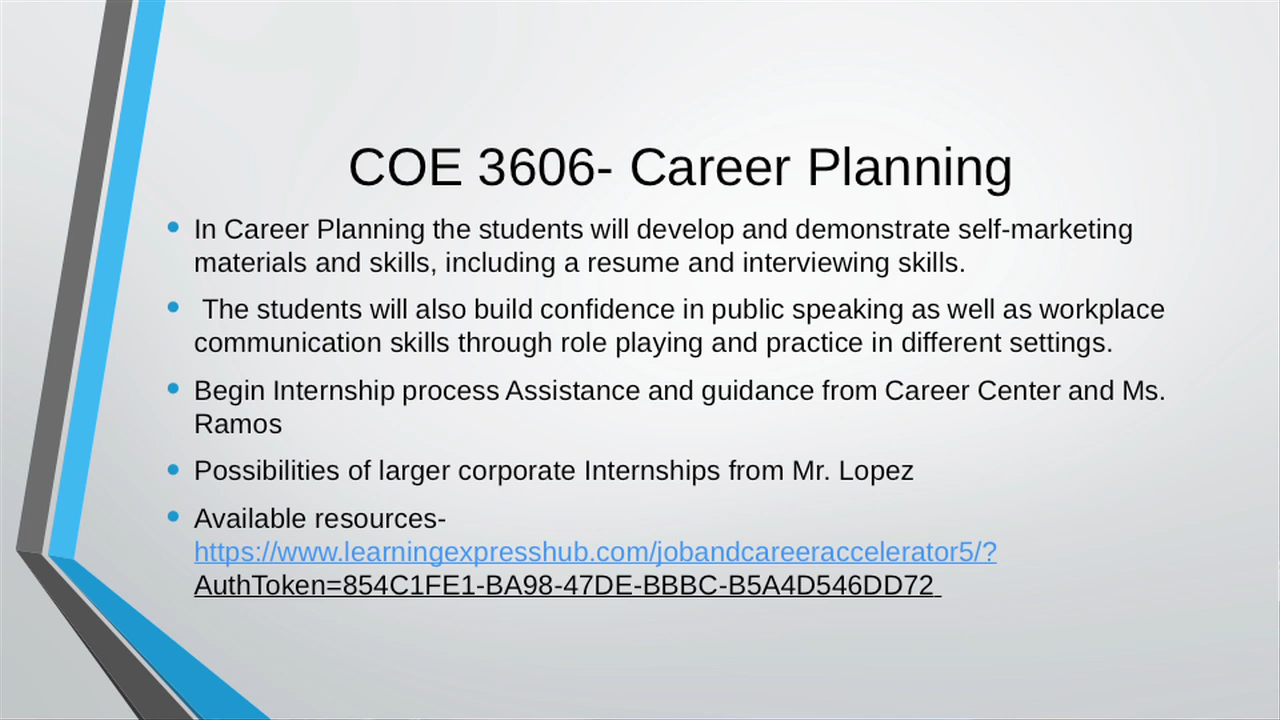 COE 3606- Career Planning
• In Career Planning the students will develop and demonstrate self-marketing
materials and skills, including a resume and interviewing skills.
• The students will also build confidence in public speaking as well as workplace
communication skills through role playing and practice in different settings.
• Begin Internship process Assistance and guidance from Career Center and Ms.
Ramos
• Possibilities of larger corporate Internships from Mr. Lopez
• Available resources-
https://www.learningexpresshub.com/jobandcareeraccelerator5/?
AuthToken=854C1FE1-BA98-47DE-BBBC-B5A4D546DD72